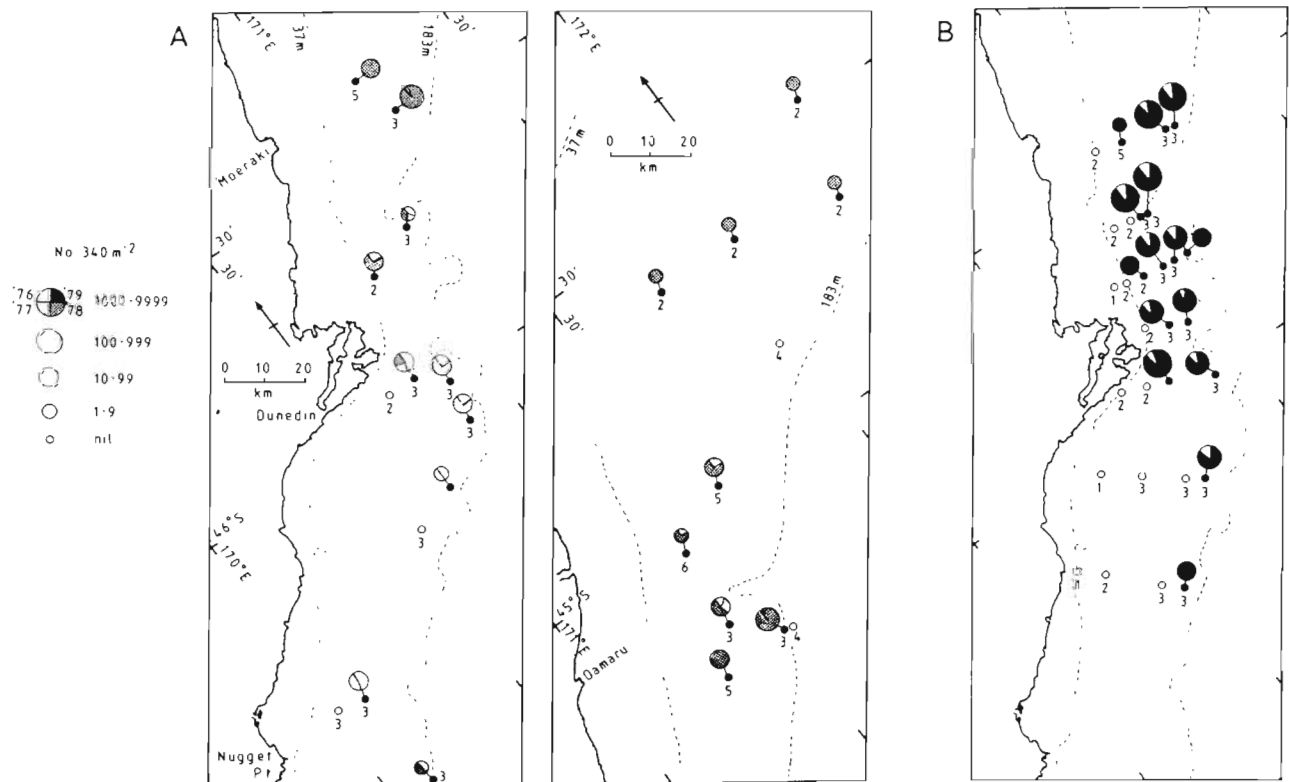 A
171°E
37m
183m
30'
5
3
Moeraki
3
2
30'
30'
No 340 m⁻²
'76 '79
'77 '78
1000-9999
100-999
10-99
1-9
nil
0 10 20
km
3
3
2
Dunedin
3
3
46°S
170°E
3
3
Nugget
Pt
3
172°E
37m
0 10 20
km
2
2
2
2
30'
30'
183m
4
5
6
45°S
171°E
3
3
4
5
Oamaru
B
3
3
5
2
3
3
2
2
3
3
2
1
2
3
3
2
3
2
2
1
3
3
3
2
3
3